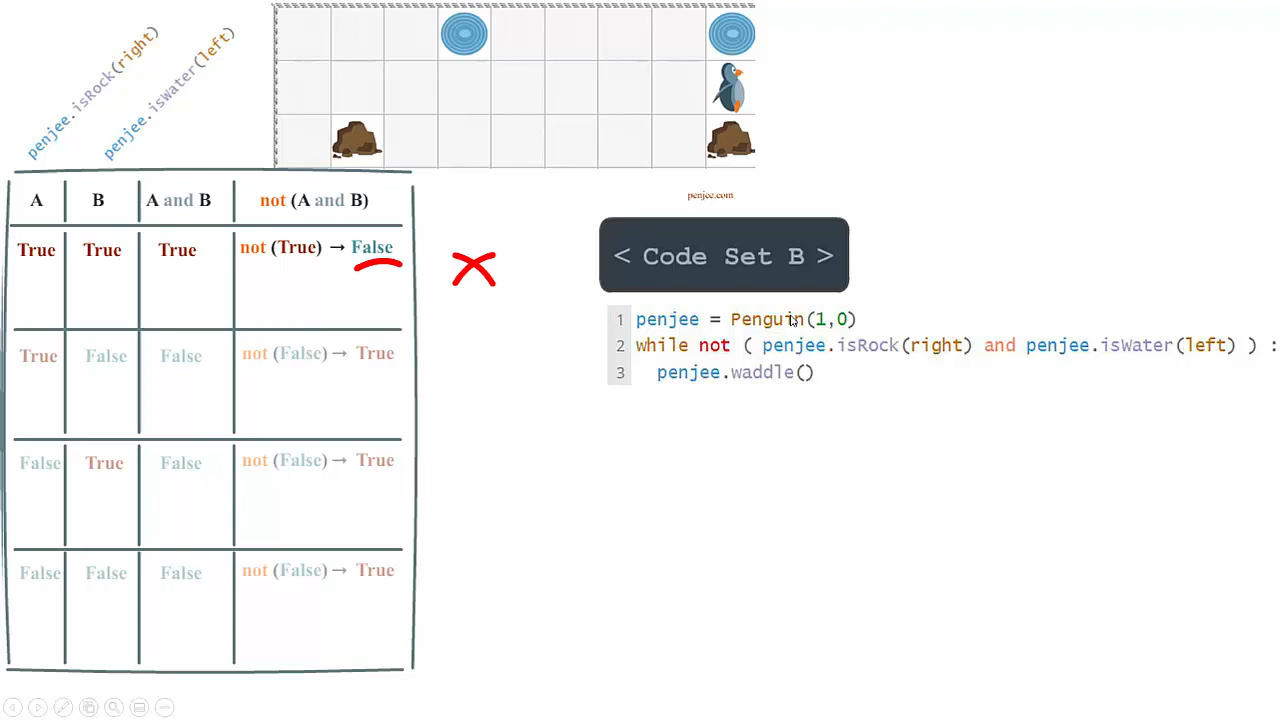 penjee.isRock(right)
penjee.isWater(left)
A B A and B not (A and B)
True True True not (True) → False
True False False not (False) → True
False True False not (False) → True
False False False not (False) → True
penjee.com
< Code Set B >
1 penjee = Penguin(1,0)
2 while not ( penjee.isRock(right) and penjee.isWater(left) ) :
3 penjee.waddle()